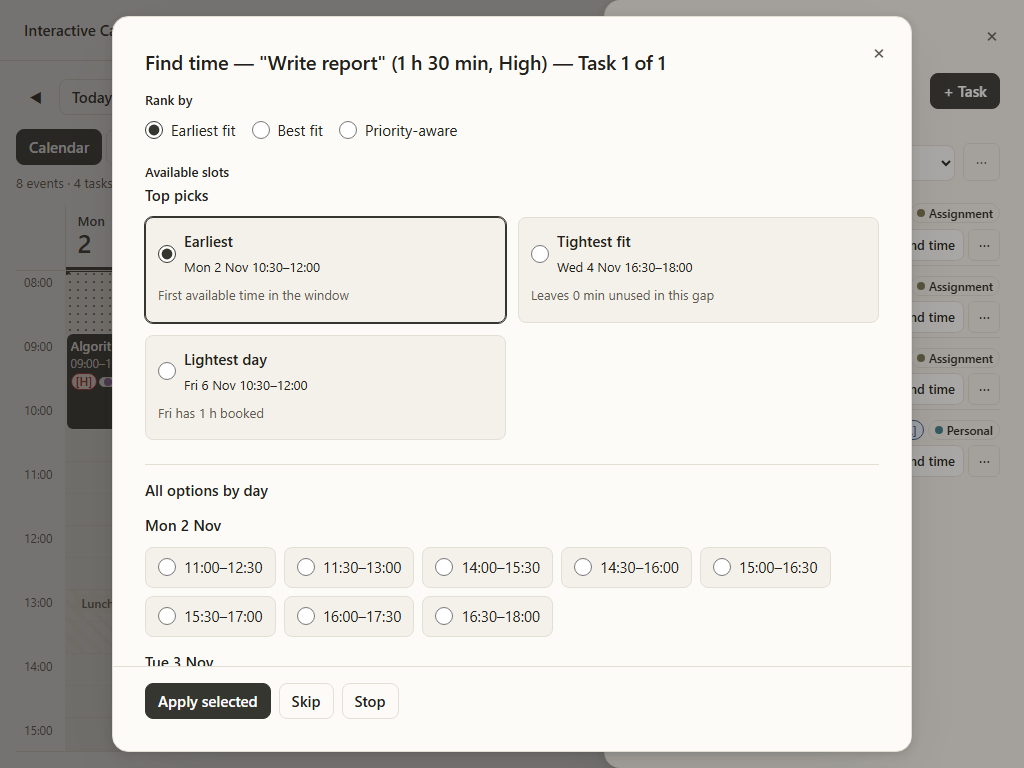 Interactive Ca
Today
+ Task
Calendar
8 events · 4 tasks
Mon
2
08:00
09:00
10:00
11:00
12:00
13:00
14:00
15:00
Algorit
09:00–1
[H]
Lunch
Find time — "Write report" (1 h 30 min, High) — Task 1 of 1
Rank by
Earliest fit Best fit Priority-aware
Available slots
Top picks
Earliest
Mon 2 Nov 10:30–12:00
First available time in the window
Tightest fit
Wed 4 Nov 16:30–18:00
Leaves 0 min unused in this gap
Lightest day
Fri 6 Nov 10:30–12:00
Fri has 1 h booked
All options by day
Mon 2 Nov
11:00–12:30 11:30–13:00 14:00–15:30 14:30–16:00 15:00–16:30
15:30–17:00 16:00–17:30 16:30–18:00
Tue 3 Nov
Apply selected Skip Stop
...
Assignment
nd time ...
Assignment
nd time ...
Assignment
nd time ...
] Personal
nd time ...